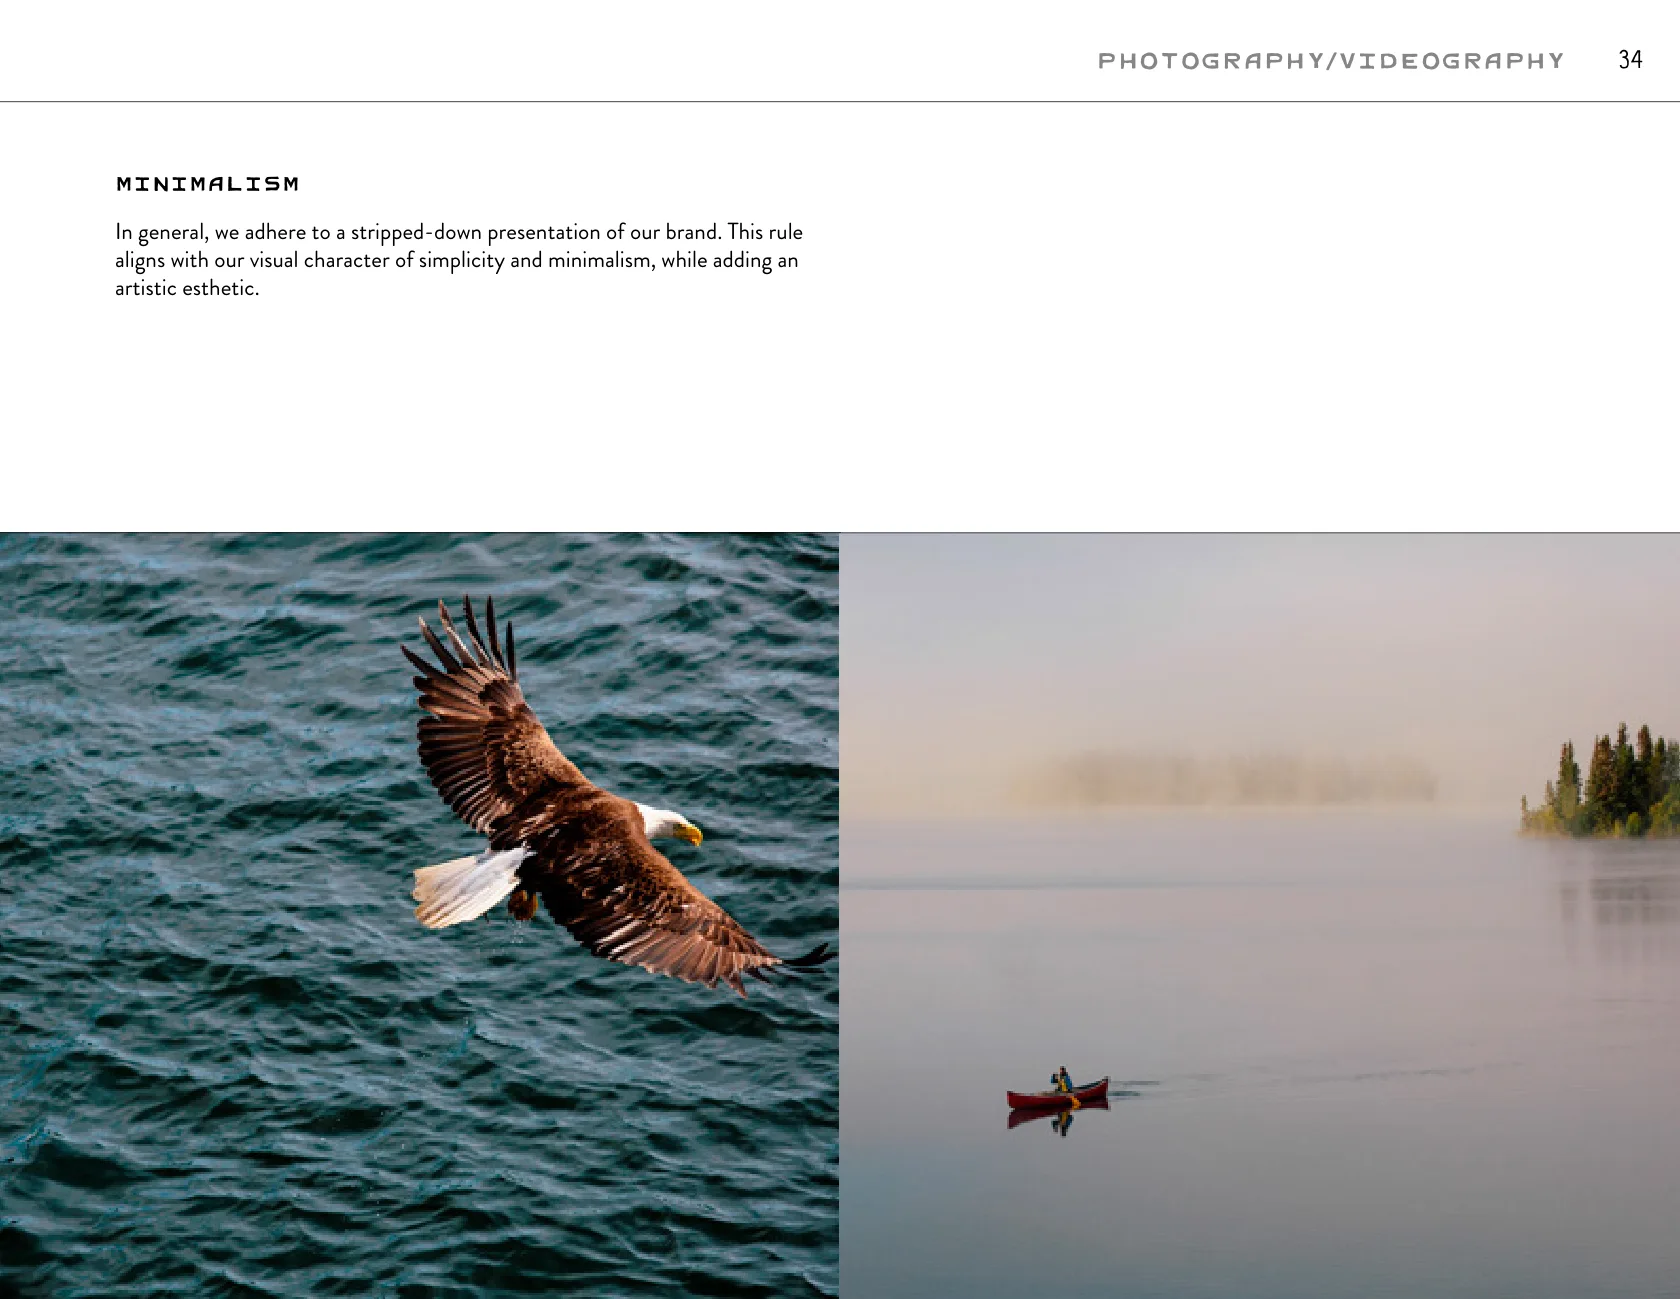 PHOTOGRAPHY/VIDEOGRAPHY 34
MINIMALISM
In general, we adhere to a stripped-down presentation of our brand. This rule
aligns with our visual character of simplicity and minimalism, while adding an
artistic esthetic.